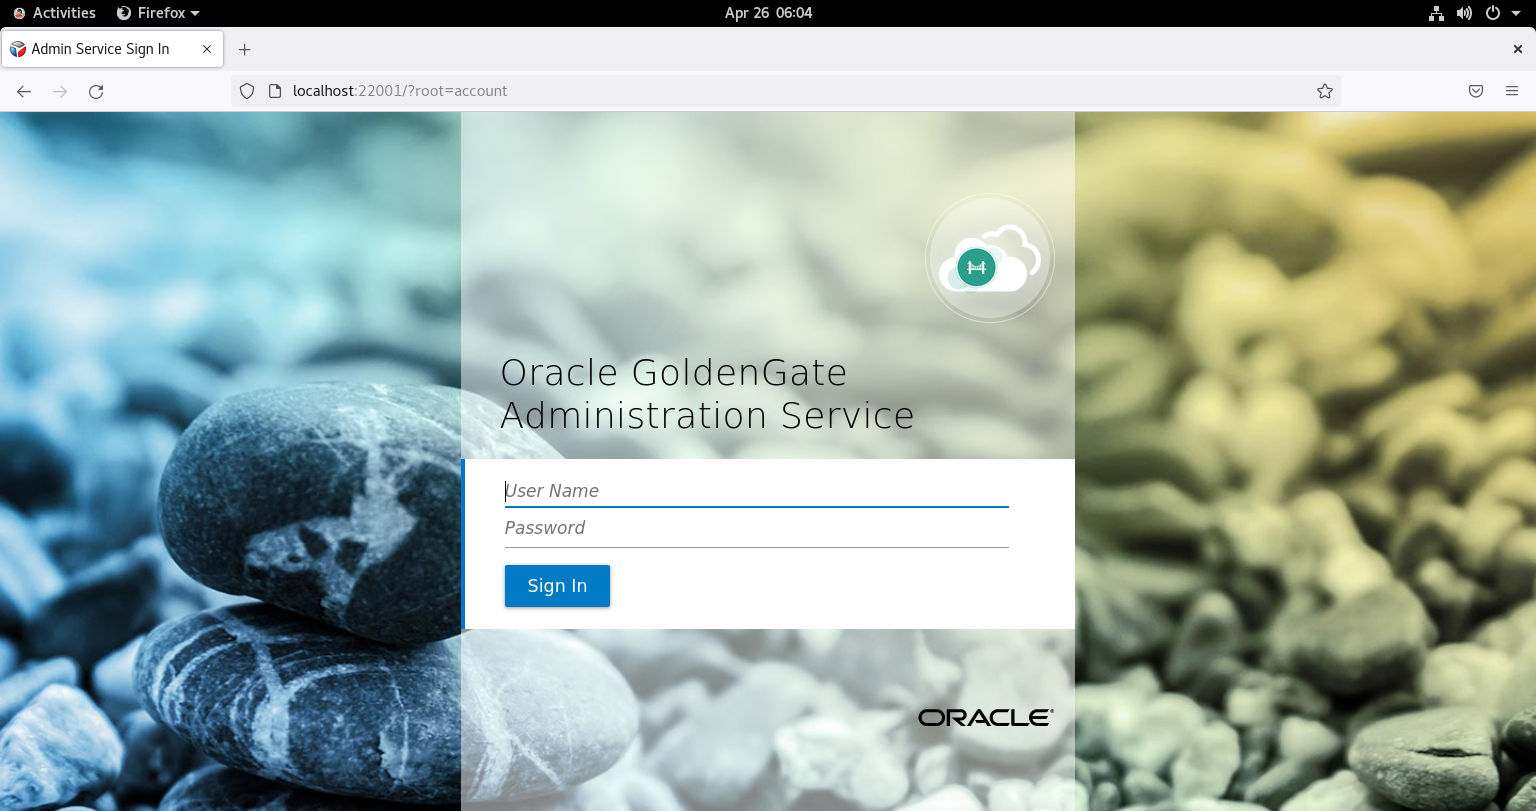 Activities Firefox Apr 26 06:04
Admin Service Sign In
localhost:22001/?root=account
Oracle GoldenGate
Administration Service
User Name
Password
Sign In
ORACLE®